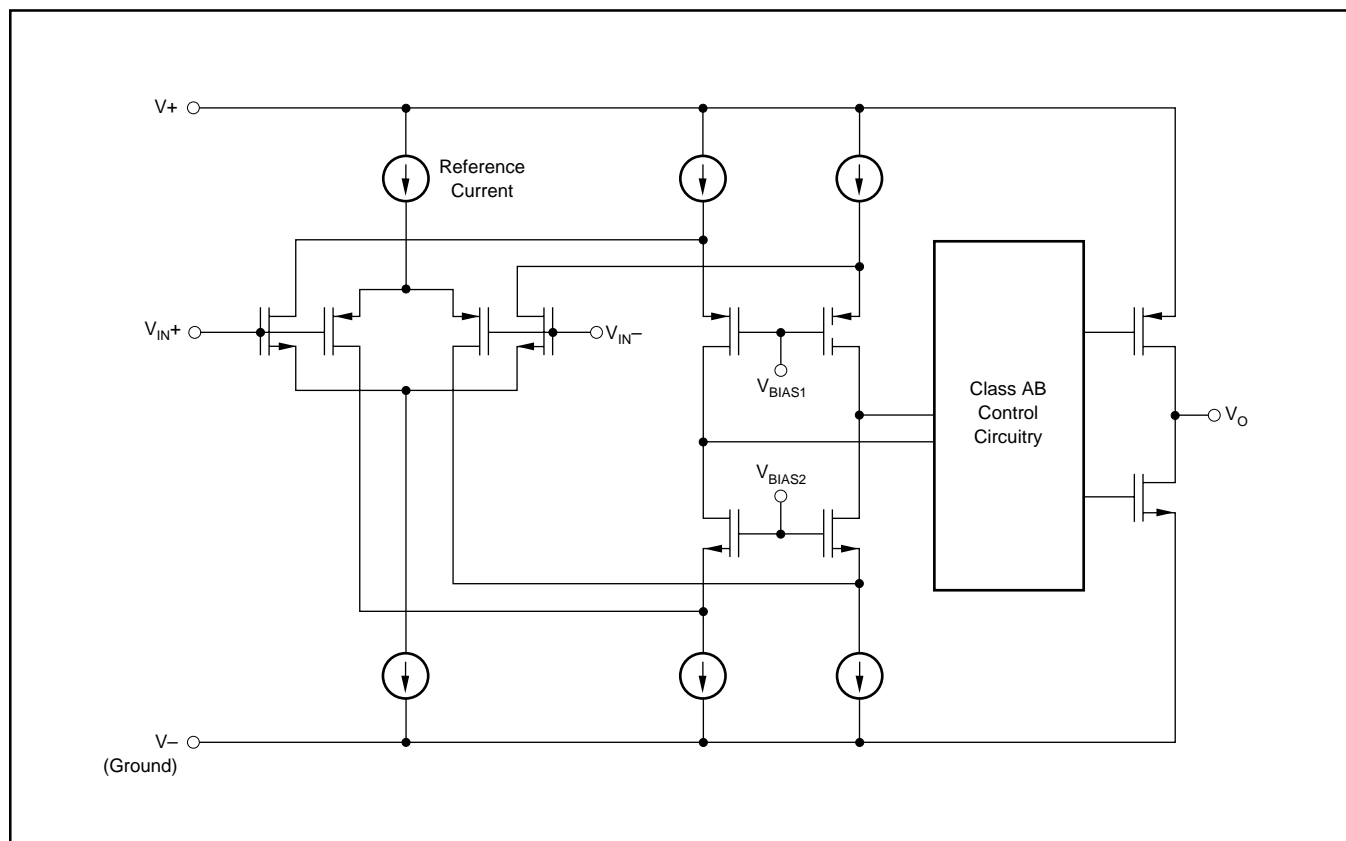 V+
Reference
Current
V_IN+
V_IN–
V_BIAS1
Class AB
Control
Circuitry
V_O
V_BIAS2
V–
(Ground)